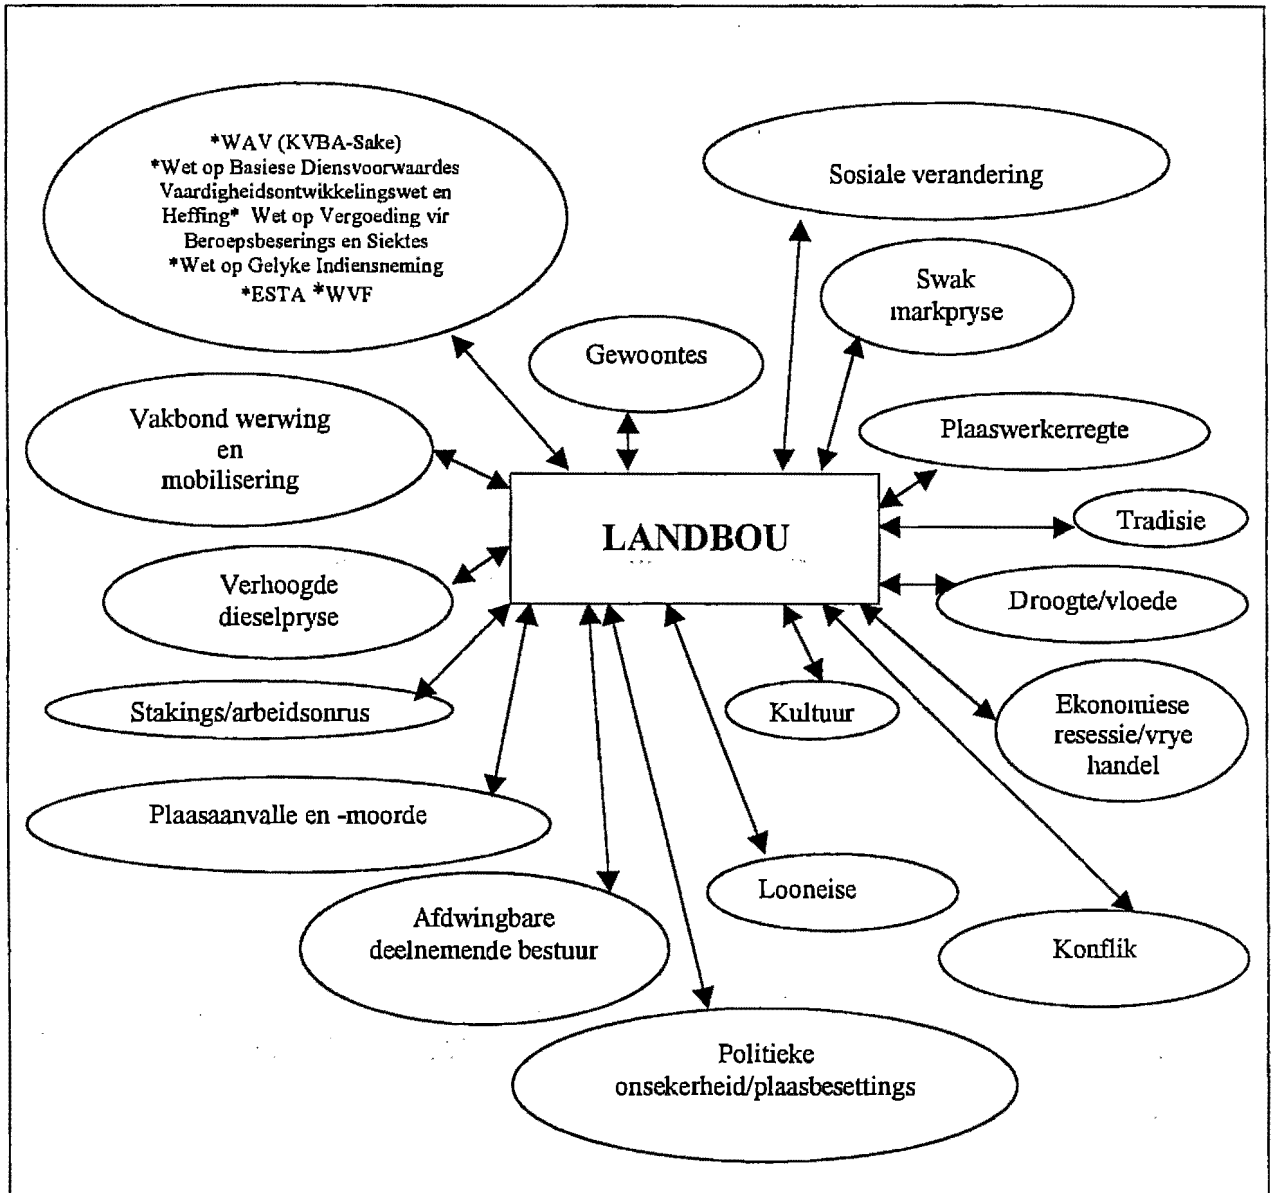 *WAV (KVBA-Sake)
*Wet op Basiese Diensvoorwaardes
Vaardigheidsontwikkelingswet en
Heffing* Wet op Vergoeding vir
Beroepsbeserings en Siektes
*Wet op Gelyke Indiensneming
*ESTA *WVF
Sosiale verandering
Swak
markpryse
Gewoontes
Vakbond werwing
en
mobilisering
Plaaswerkerregte
LANDBOU
Tradisie
Verhoogde
dieselpryse
Droogte/vloede
Stakings/arbeidsonrus
Kultuur
Ekonomiese
resessie/vrye
handel
Plaasaanvalle en -moorde
Looneise
Afdwingbare
deelnemende bestuur
Konflik
Politieke
onsekerheid/plaasbesettings